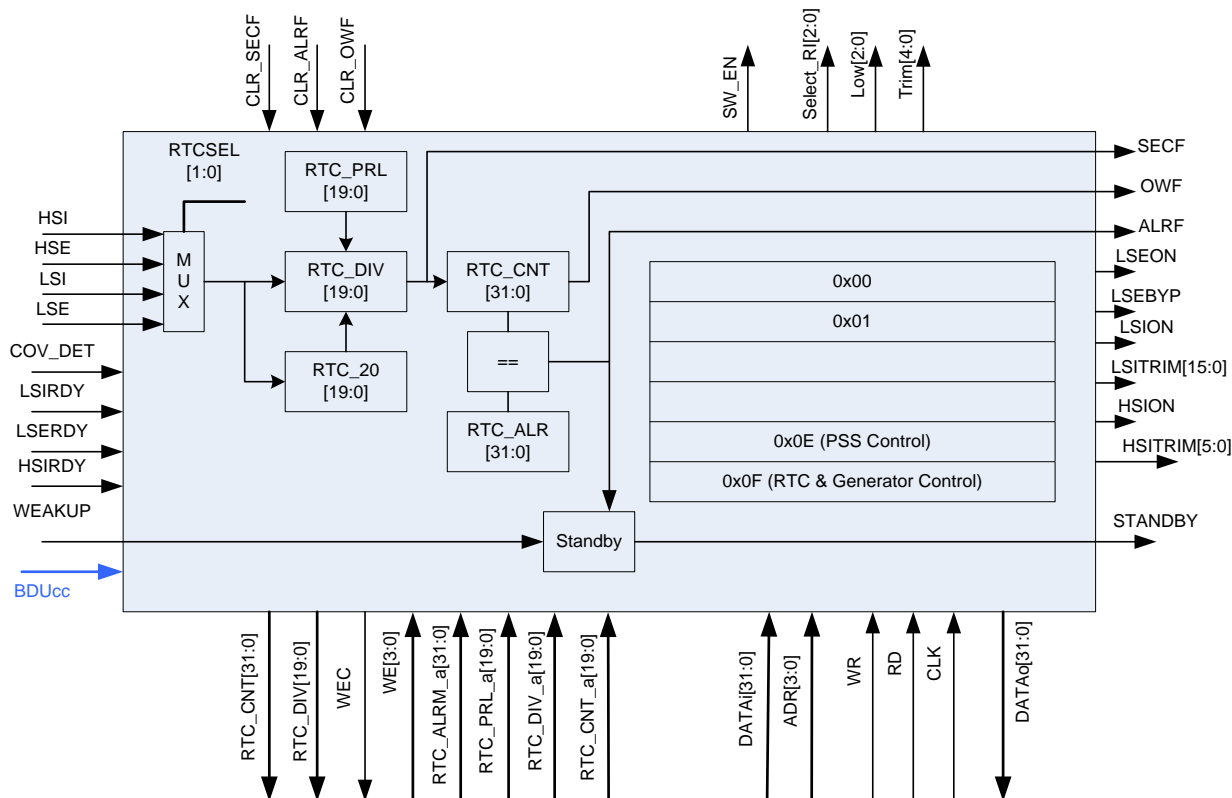 CLR_SECF
CLR_ALRF
CLR_OWF
SW_EN
Select_RI[2:0]
Low[2:0]
Trim[4:0]
RTCSEL
[1:0]
RTC_PRL
[19:0]
SECF
OWF
ALRF
HSI
HSE
LSI
LSE
M
U
X
RTC_DIV
[19:0]
RTC_CNT
[31:0]
0x00
0x01
LSEON
LSEBYP
LSION
COV_DET
LSIRDY
LSERDY
HSIRDY
WEAKUP
BDUcc
RTC_20
[19:0]
==
RTC_ALR
[31:0]
LSITRIM[15:0]
HSION
0x0E (PSS Control)
HSITRIM[5:0]
0x0F (RTC & Generator Control)
Standby
STANDBY
RTC_CNT[31:0]
RTC_DIV[19:0]
WEC
WE[3:0]
RTC_ALRM_a[31:0]
RTC_PRL_a[19:0]
RTC_DIV_a[19:0]
RTC_CNT_a[19:0]
DATAi[31:0]
ADR[3:0]
WR
RD
CLK
DATAq[31:0]